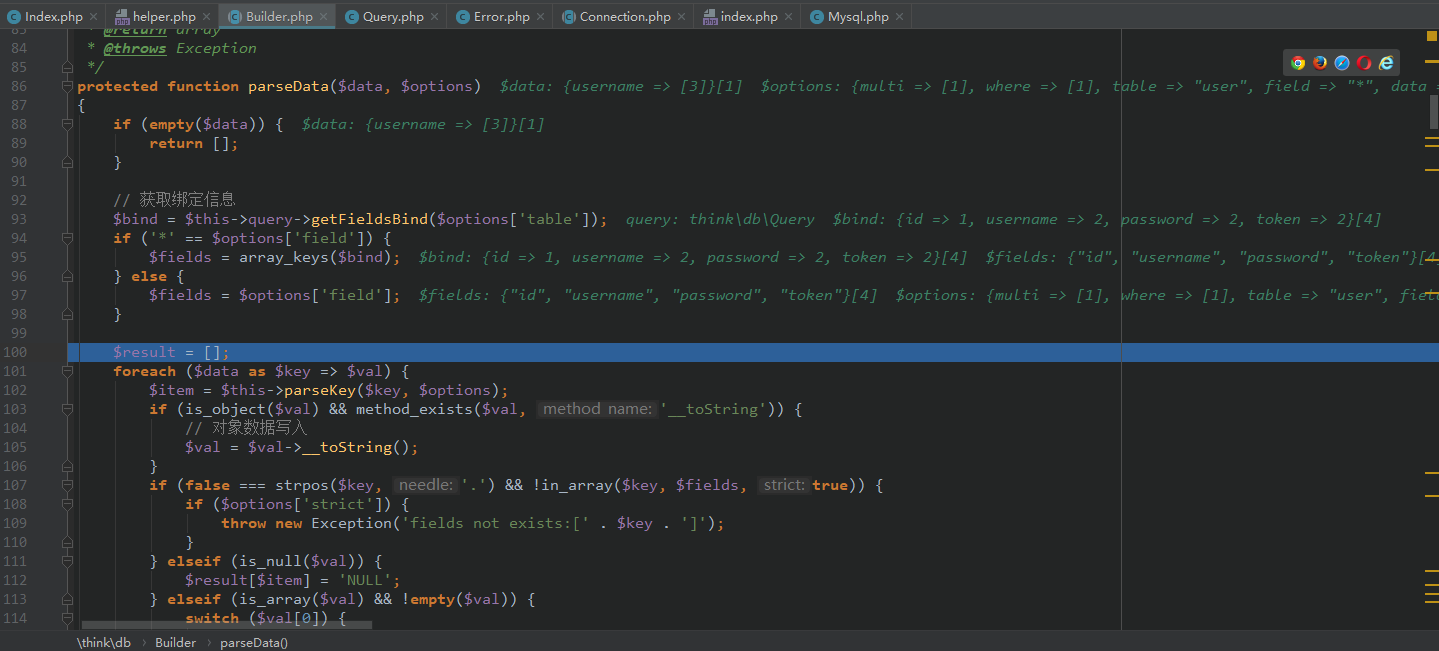 Index.php × helper.php × Builder.php × Query.php × Error.php × Connection.php × index.php × Mysql.php ×
83 * @return array
84 * @throws Exception
85 */
86 protected function parseData($data, $options) $data: {username => [3]}[1] $options: {multi => [1], where => [1], table => "user", field => "*", data =
87 {
88 if (empty($data)) { $data: {username => [3]}[1]
89 return [];
90 }
91
92 // 获取绑定信息
93 $bind = $this->query->getFieldsBind($options['table']); query: think\db\Query $bind: {id => 1, username => 2, password => 2, token => 2}[4]
94 if ('*' == $options['field']) {
95 $fields = array_keys($bind); $bind: {id => 1, username => 2, password => 2, token => 2}[4] $fields: {"id", "username", "password", "token"}[4
96 } else {
97 $fields = $options['field']; $fields: {"id", "username", "password", "token"}[4] $options: {multi => [1], where => [1], table => "user", fiel
98 }
99
100 $result = [];
101 foreach ($data as $key => $val) {
102 $item = $this->parseKey($key, $options);
103 if (is_object($val) && method_exists($val, method name: '__toString')) {
104 // 对象数据写入
105 $val = $val->__toString();
106 }
107 if (false === strpos($key, needle: '.') && !in_array($key, $fields, strict: true)) {
108 if ($options['strict']) {
109 throw new Exception('fields not exists:[' . $key . ']');
110 }
111 } elseif (is_null($val)) {
112 $result[$item] = 'NULL';
113 } elseif (is_array($val) && !empty($val)) {
114 switch ($val[0]) {
\think\db › Builder › parseData()